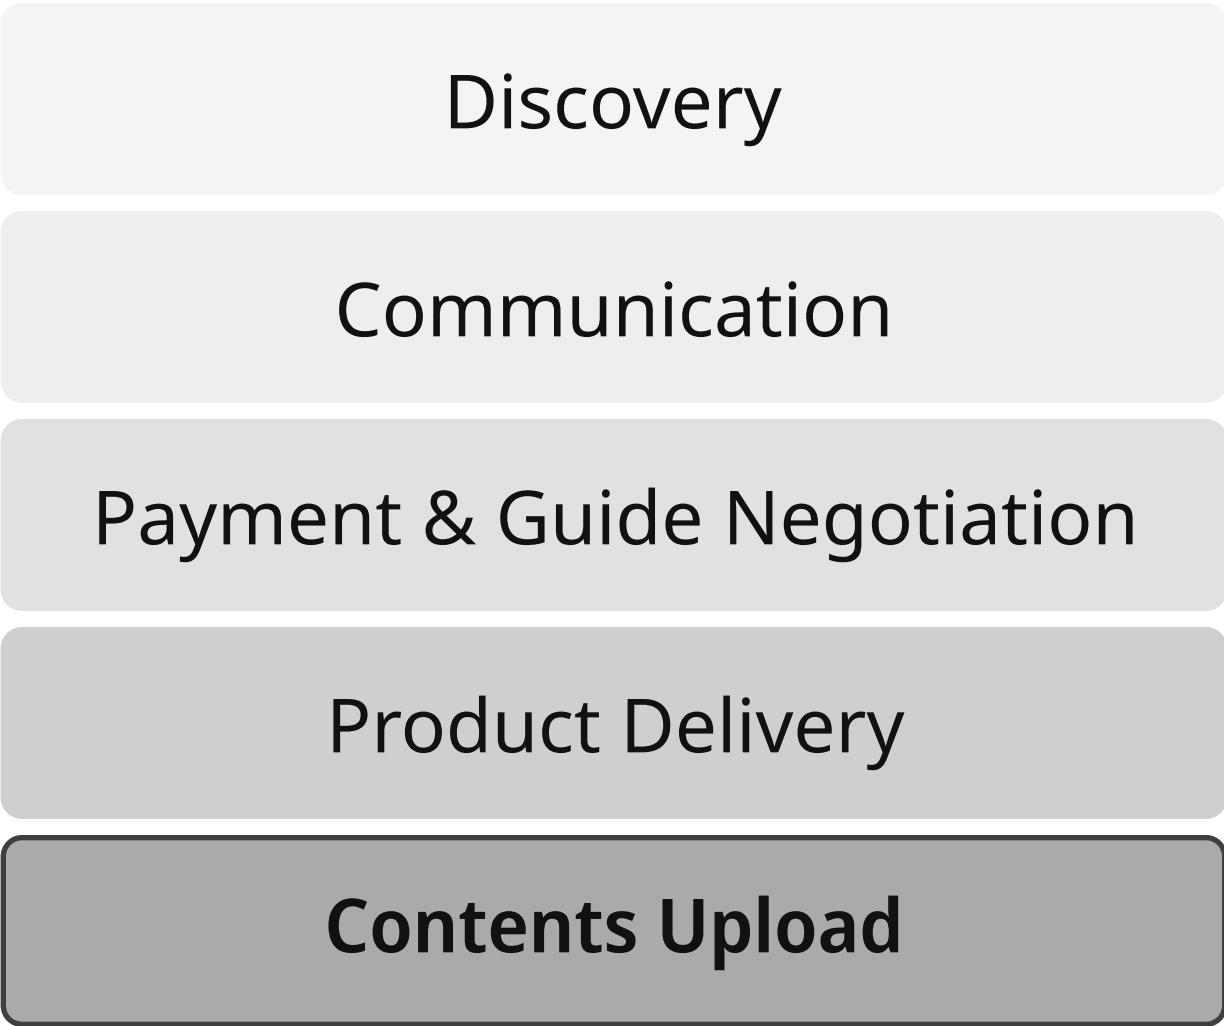 Discovery
Communication
Payment & Guide Negotiation
Product Delivery
Contents Upload